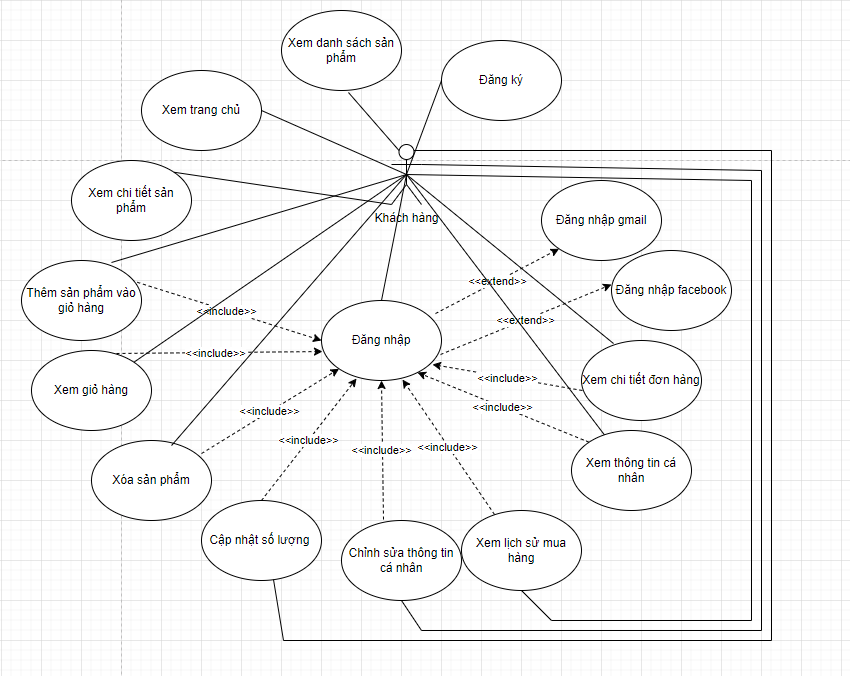 Xem danh sách sản
phẩm
Đăng ký
Xem trang chủ
Xem chi tiết sản
phẩm
Khách hàng
Đăng nhập gmail
Đăng nhập facebook
<<extend>>
<<extend>>
Thêm sản phẩm vào
giỏ hàng
<<include>>
Đăng nhập
<<include>>
Xem giỏ hàng
Xem chi tiết đơn hàng
<<include>>
<<include>>
<<include>>
<<include>>
<<include>>
<<include>>
Xem thông tin cá
nhân
Xóa sản phẩm
Cập nhật số lượng
Chỉnh sửa thông tin
cá nhân
Xem lịch sử mua
hàng